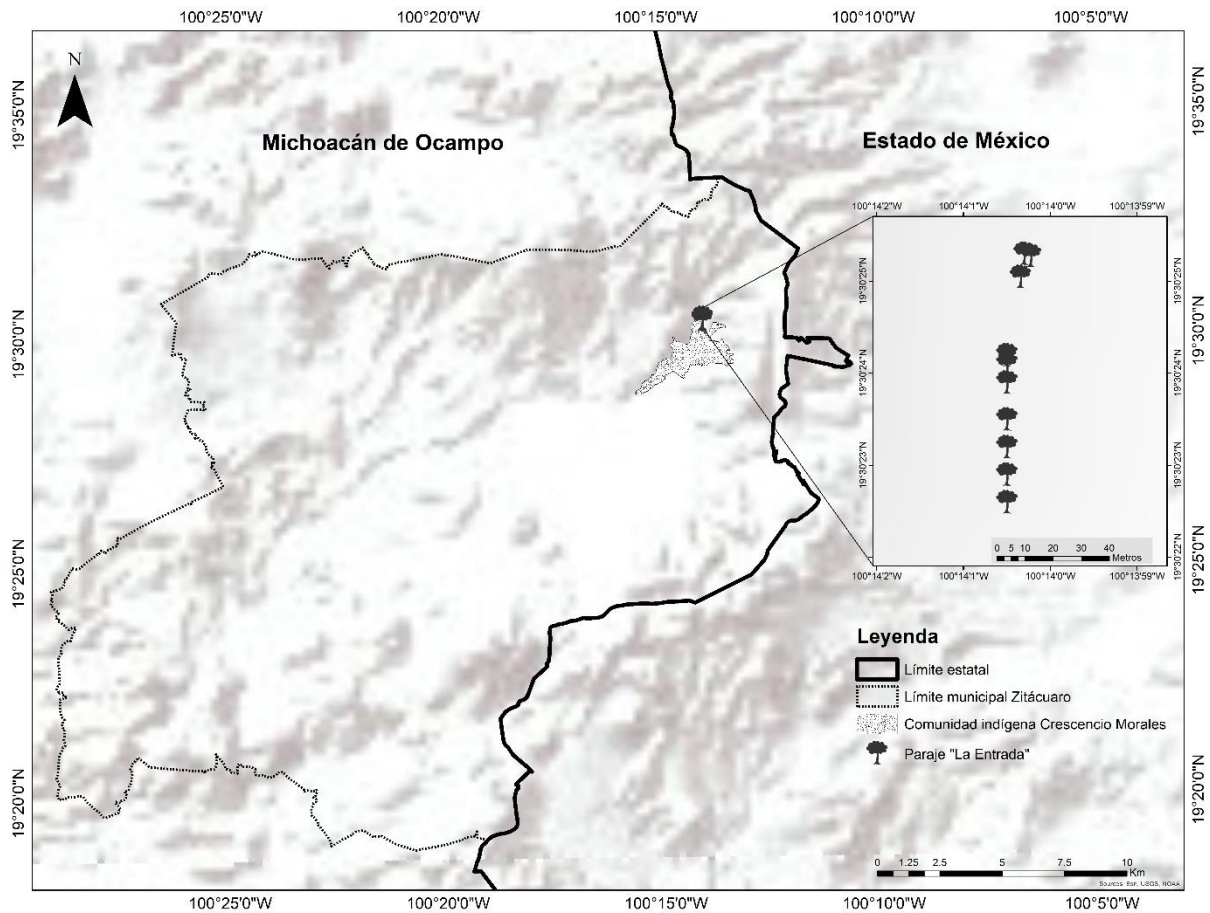 100°25'0"W 100°20'0"W 100°15'0"W 100°10'0"W 100°5'0"W
N
19°35'0"N
19°35'0"N
Michoacán de Ocampo
Estado de México
100°14'2"W 100°14'1"W 100°14'0"W 100°13'59"W
19°30'25"N
19°30'25"N
19°30'0"N
19°30'0"N
19°30'24"N
19°30'24"N
19°30'23"N
19°30'23"N
0 5 10 20 30 40
Metros
19°30'22"N
19°30'22"N
100°14'2"W 100°14'1"W 100°14'0"W 100°13'59"W
19°25'0"N
19°25'0"N
Leyenda
Límite estatal
Límite municipal Zitácuaro
Comunidad indígena Crescencio Morales
Paraje "La Entrada"
19°20'0"N
19°20'0"N
0 1.25 2.5 5 7.5 10
Km
Sources: Esri, USGS, NOAA
100°25'0"W 100°20'0"W 100°15'0"W 100°10'0"W 100°5'0"W